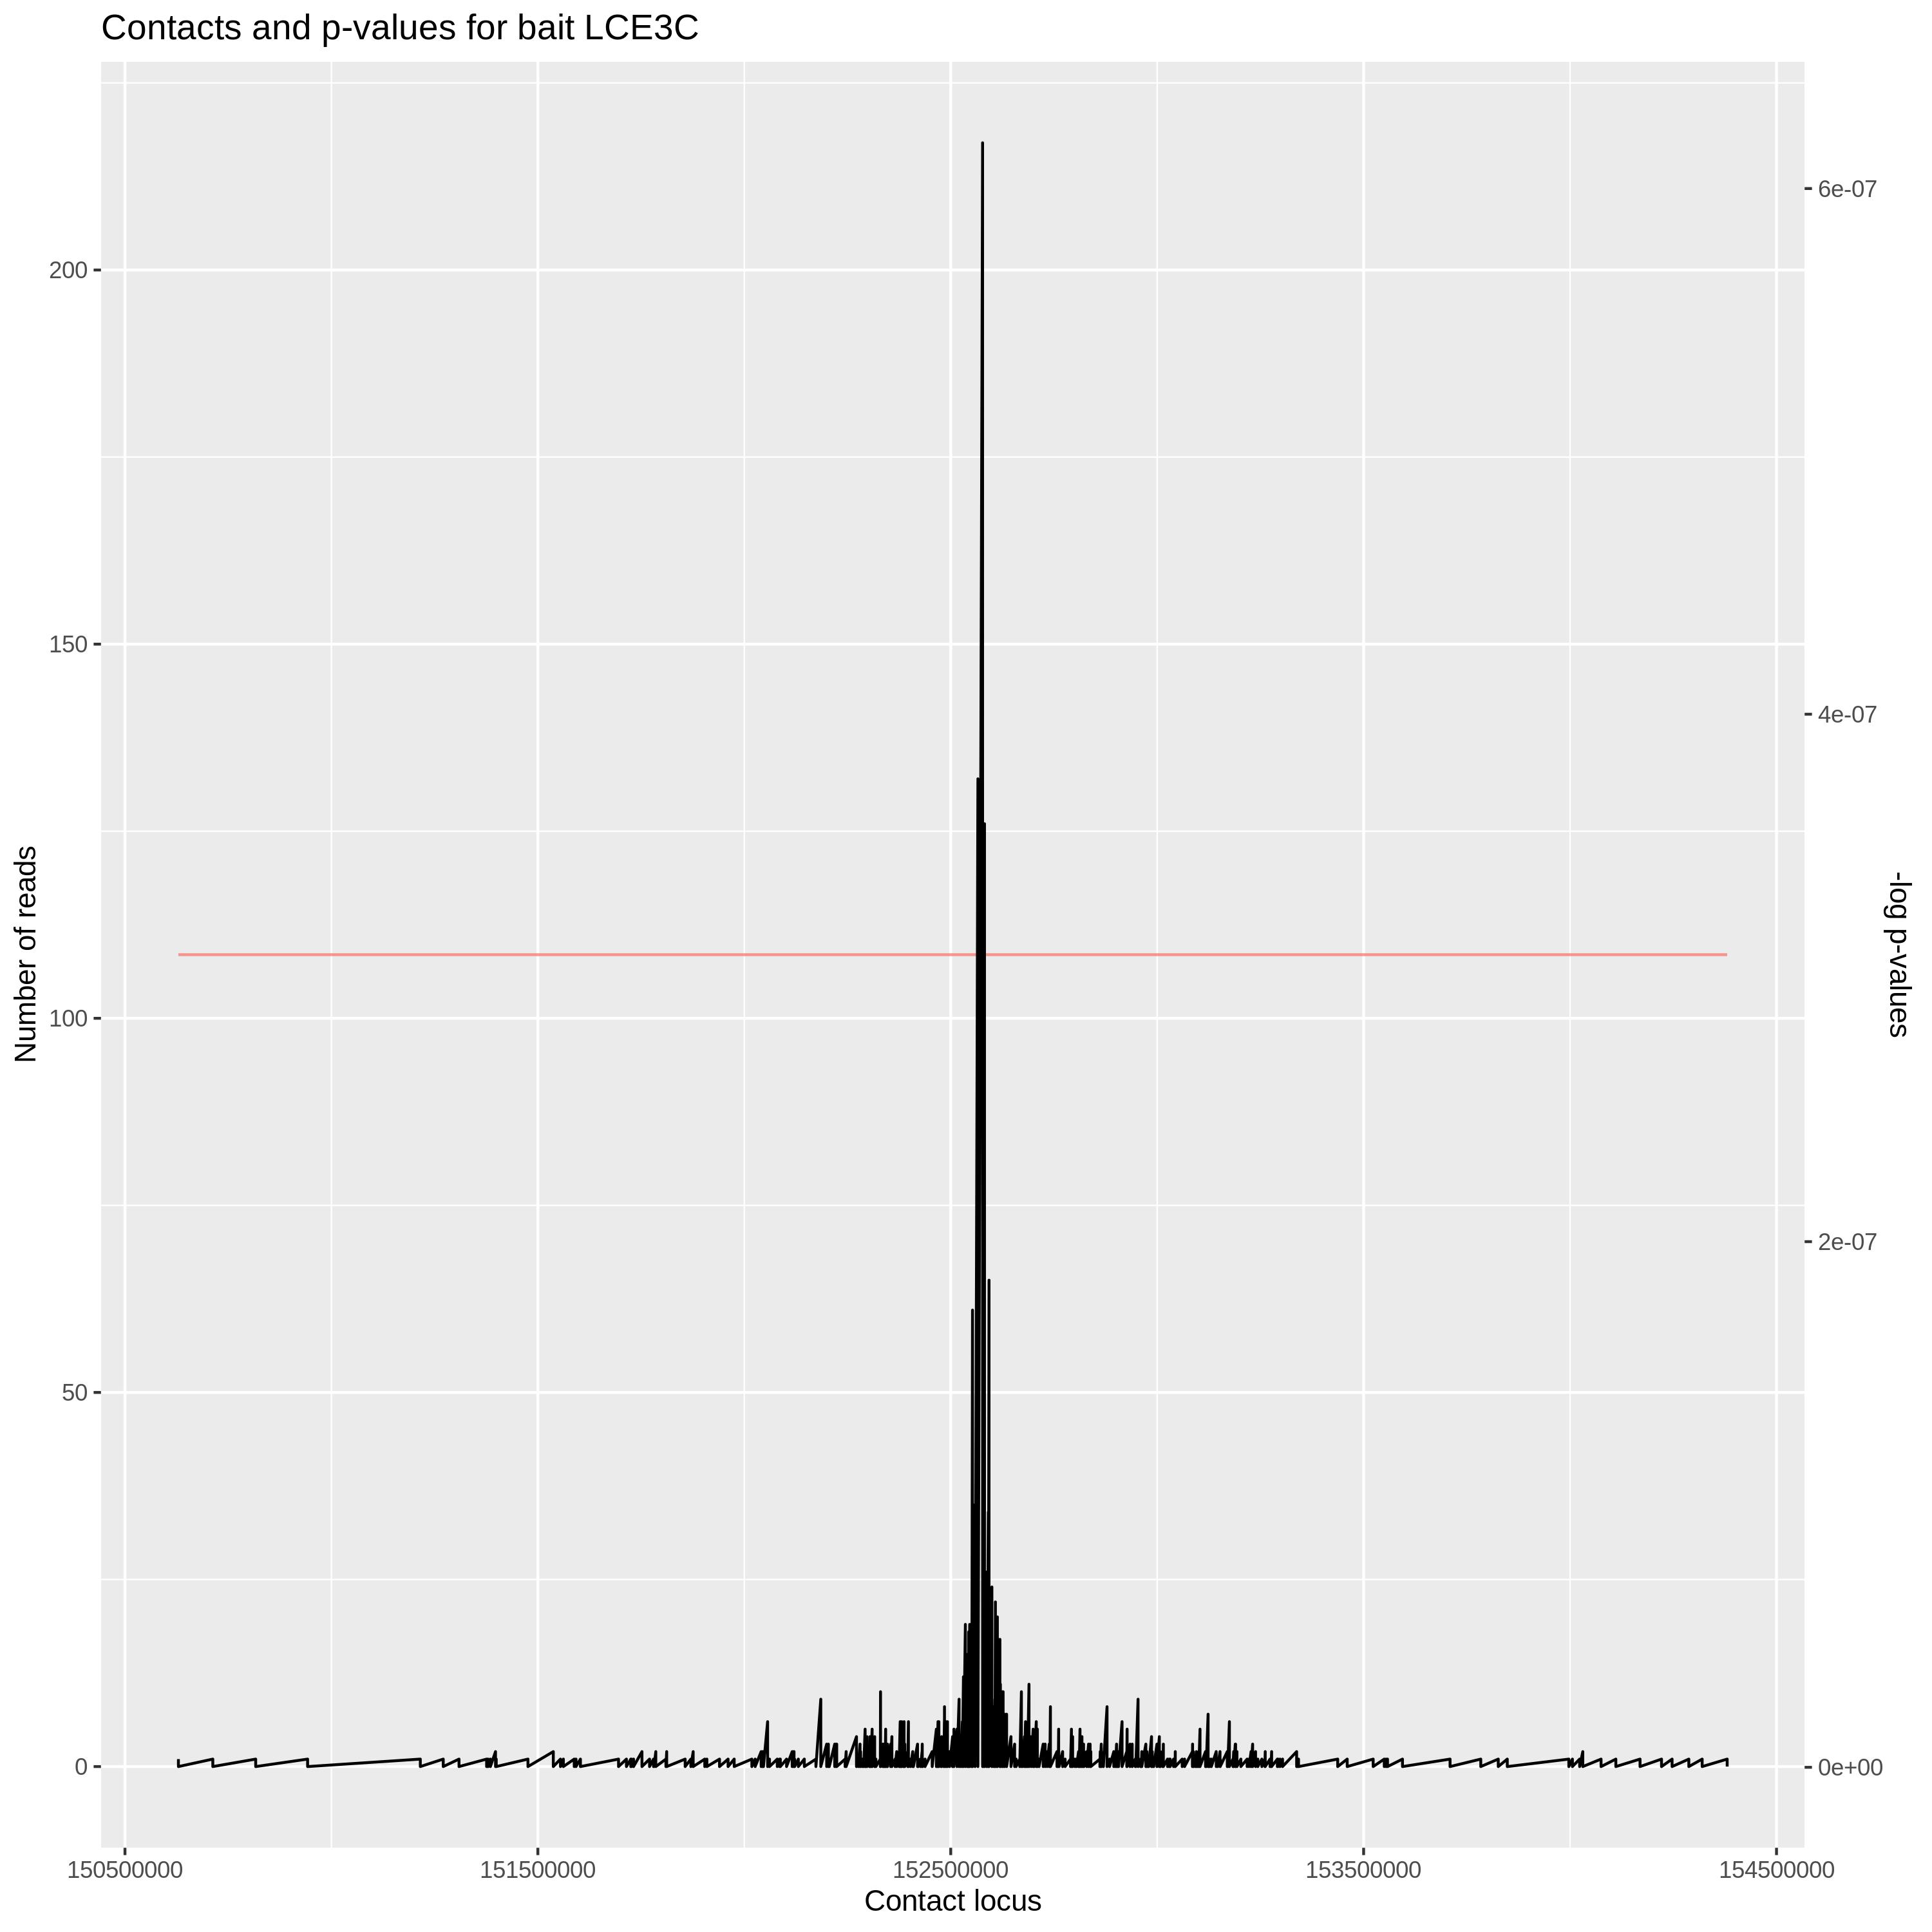 Contacts and p-values for bait LCE3C
Number of reads
200
150
100
50
0
6e-07
4e-07
2e-07
0e+00
-log p-values
150500000 151500000 152500000 153500000 154500000
Contact locus